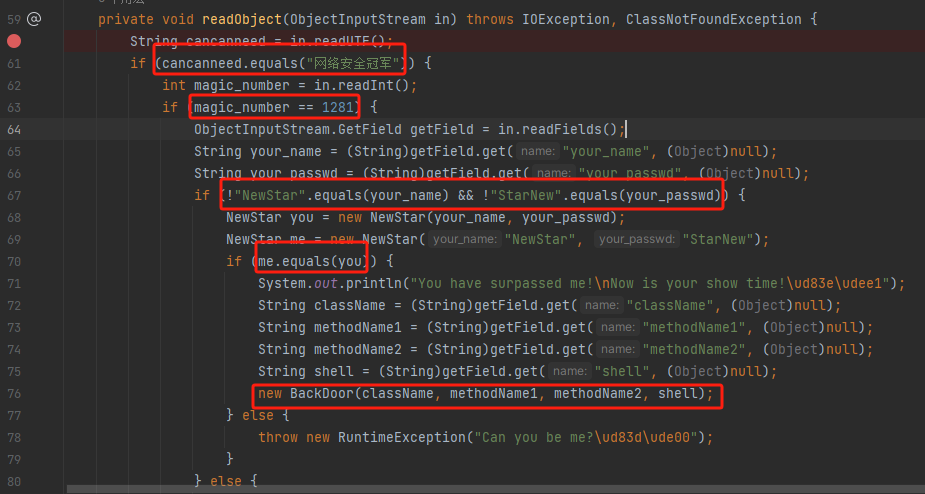 59 @ private void readObject(ObjectInputStream in) throws IOException, ClassNotFoundException {
String cancanneed = in.readUTF();
61 if (cancanneed.equals("网络安全冠军")) {
62 int magic_number = in.readInt();
63 if (magic_number == 1281) {
64 ObjectInputStream.GetField getField = in.readFields();
65 String your_name = (String)getField.get( name: "your_name", (Object)null);
66 String your_passwd = (String)getField.get( name: "your_passwd", (Object)null);
67 if (!"NewStar".equals(your_name) && !"StarNew".equals(your_passwd)) {
68 NewStar you = new NewStar(your_name, your_passwd);
69 NewStar me = new NewStar( your_name: "NewStar", your_passwd: "StarNew");
70 if (me.equals(you)) {
71 System.out.println("You have surpassed me!\nNow is your show time!\ud83e\udee1");
72 String className = (String)getField.get( name: "className", (Object)null);
73 String methodName1 = (String)getField.get( name: "methodName1", (Object)null);
74 String methodName2 = (String)getField.get( name: "methodName2", (Object)null);
75 String shell = (String)getField.get( name: "shell", (Object)null);
76 new BackDoor(className, methodName1, methodName2, shell);
77 } else {
78 throw new RuntimeException("Can you be me?\ud83d\ude00");
79 }
80 } else {